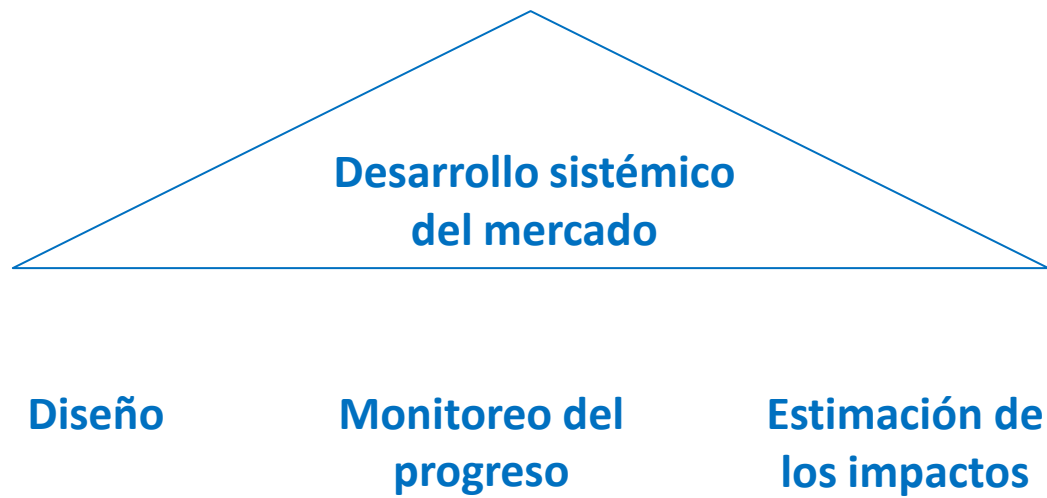 Desarrollo sistémico
del mercado
Diseño
Monitoreo del
progreso
Estimación de
los impactos